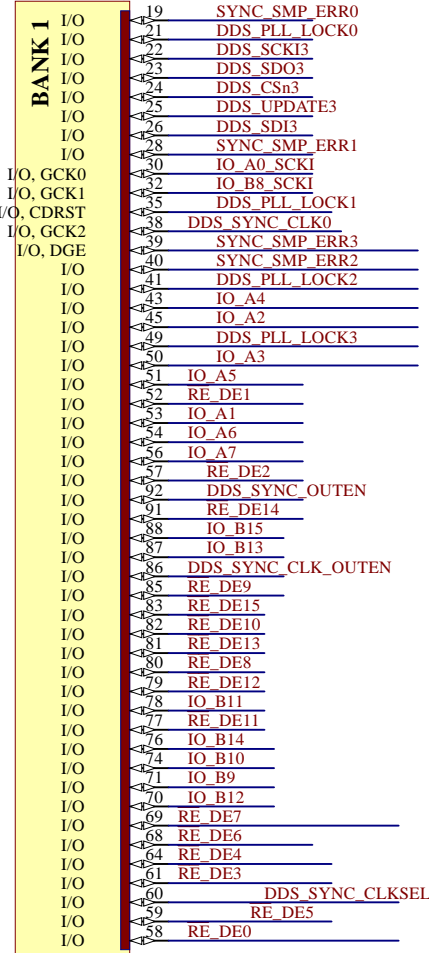 BANK 1
I/O 19 SYNC_SMP_ERR0
I/O 21 DDS_PLL_LOCK0
I/O 22 DDS_SCKI3
I/O 23 DDS_SDO3
I/O 24 DDS_CSn3
I/O 25 DDS_UPDATE3
I/O 26 DDS_SDI3
I/O 28 SYNC_SMP_ERR1
I/O, GCK0 30 IO_A0_SCKI
I/O, GCK1 32 IO_B8_SCKI
I/O, CDRST 35 DDS_PLL_LOCK1
I/O, GCK2 38 DDS_SYNC_CLK0
I/O, DGE 39 SYNC_SMP_ERR3
I/O 40 SYNC_SMP_ERR2
I/O 41 DDS_PLL_LOCK2
I/O 43 IO_A4
I/O 45 IO_A2
I/O 49 DDS_PLL_LOCK3
I/O 50 IO_A3
I/O 51 IO_A5
I/O 52 RE_DE1
I/O 53 IO_A1
I/O 54 IO_A6
I/O 56 IO_A7
I/O 57 RE_DE2
I/O 92 DDS_SYNC_OUTEN
I/O 91 RE_DE14
I/O 88 IO_B15
I/O 87 IO_B13
I/O 86 DDS_SYNC_CLK_OUTEN
I/O 85 RE_DE9
I/O 83 RE_DE15
I/O 82 RE_DE10
I/O 81 RE_DE13
I/O 80 RE_DE8
I/O 79 RE_DE12
I/O 78 IO_B11
I/O 77 RE_DE11
I/O 76 IO_B14
I/O 74 IO_B10
I/O 71 IO_B9
I/O 70 IO_B12
I/O 69 RE_DE7
I/O 68 RE_DE6
I/O 64 RE_DE4
I/O 61 RE_DE3
I/O 60 DDS_SYNC_CLKSEL
I/O 59 RE_DE5
I/O 58 RE_DE0